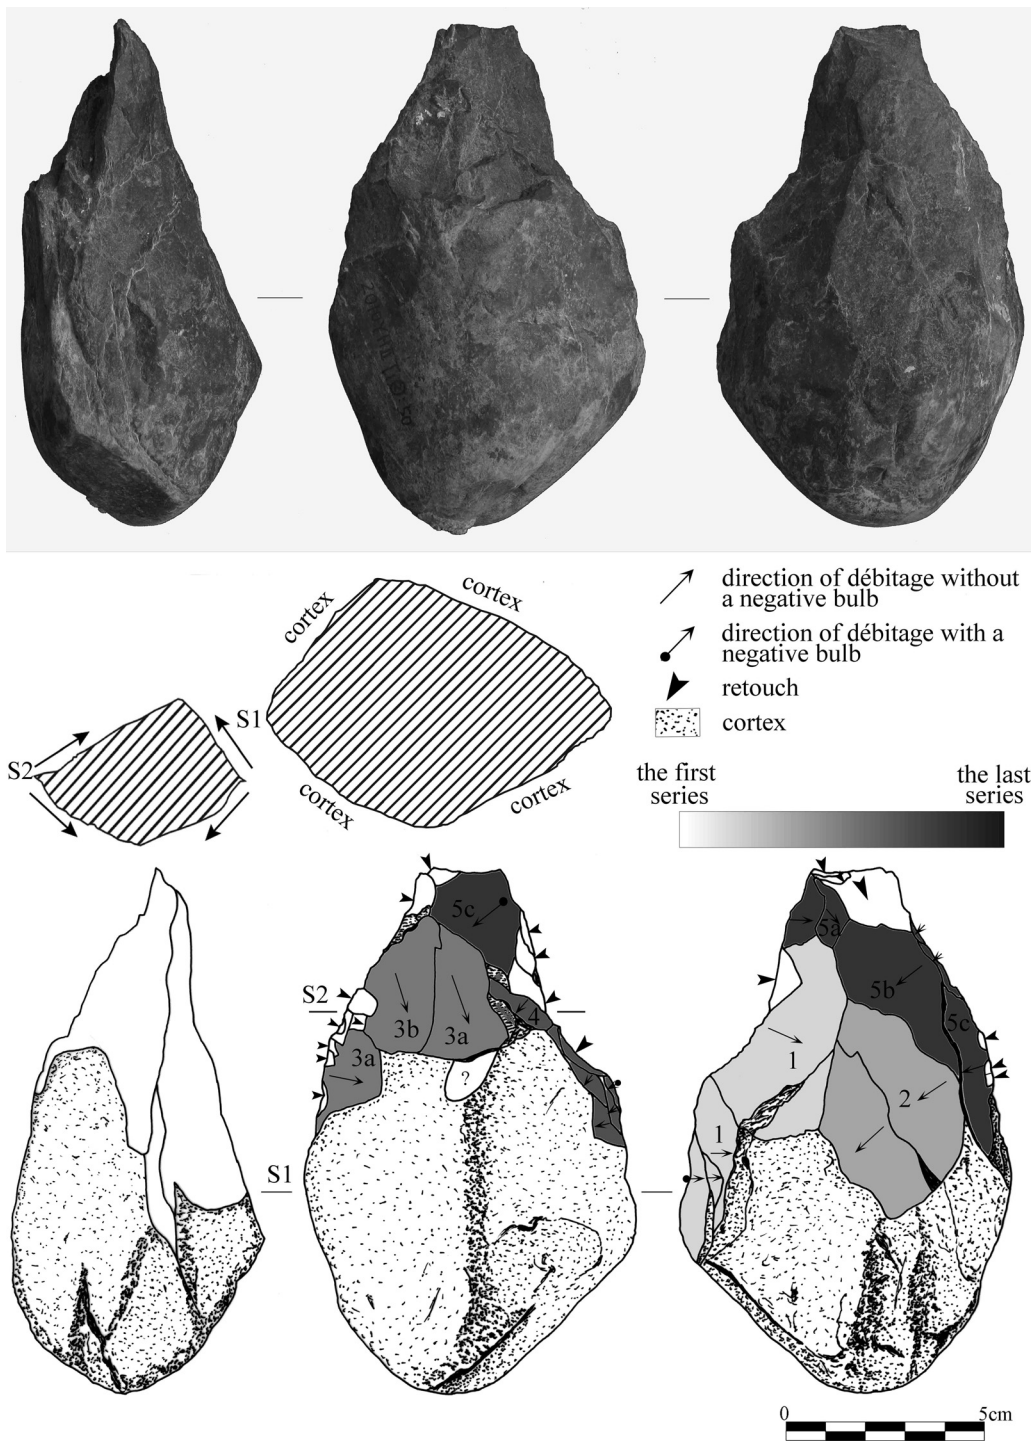 direction of débitage without
a negative bulb
direction of débitage with a
negative bulb
retouch
cortex
cortex
cortex
cortex
cortex
S1
S2
the first
series
the last
series
5c
3b
3a
3a
4
?
S2
S1
5a
5b
5c
1
1
2
0
5cm